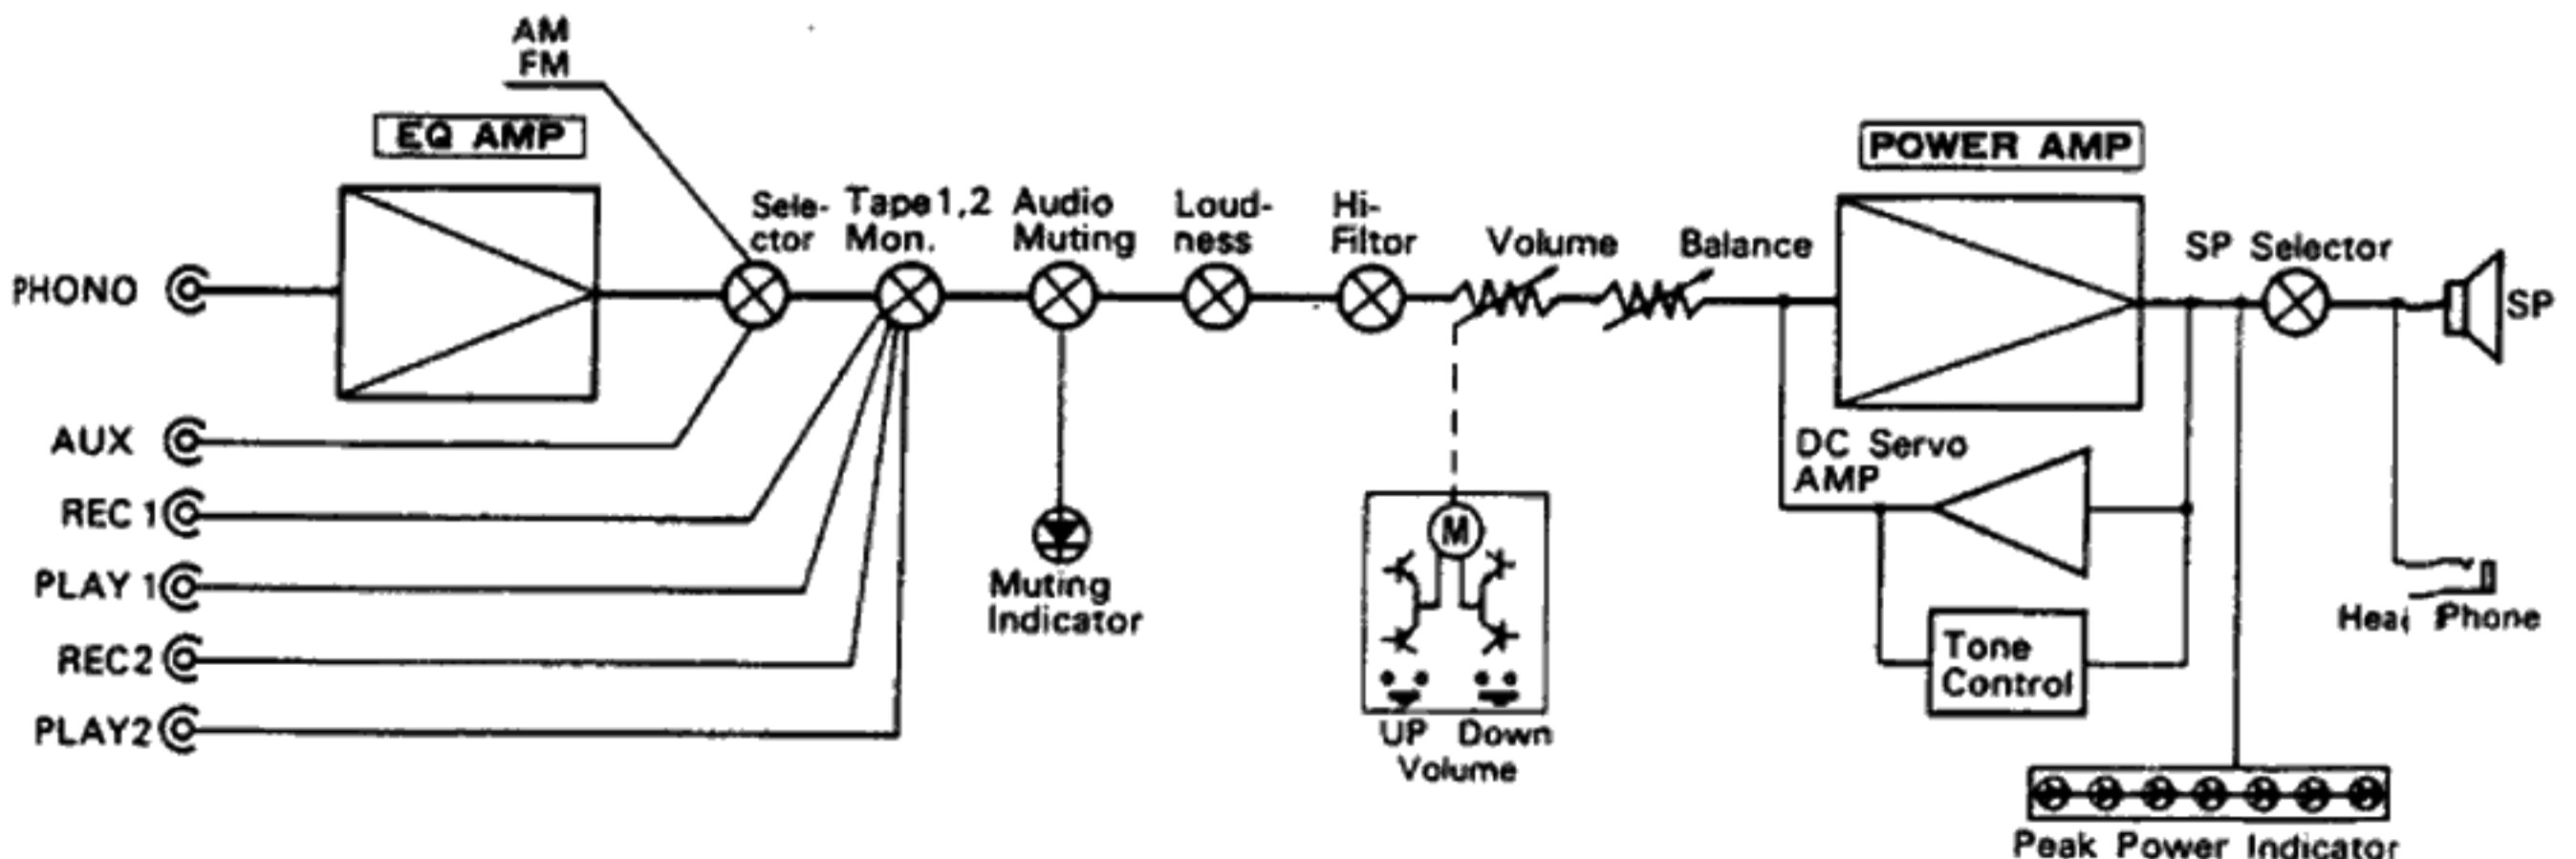 AM
FM
EQ AMP
POWER AMP
Sele-
ctor
Tape 1,2
Mon.
Audio
Muting
Loud-
ness
Hi-
Filtor
Volume
Balance
SP Selector
PHONO
SP
AUX
REC 1
PLAY 1
REC 2
PLAY2
Muting
Indicator
M
UP Down
Volume
DC Servo
AMP
Tone
Control
Phone
Peak Power Indicator